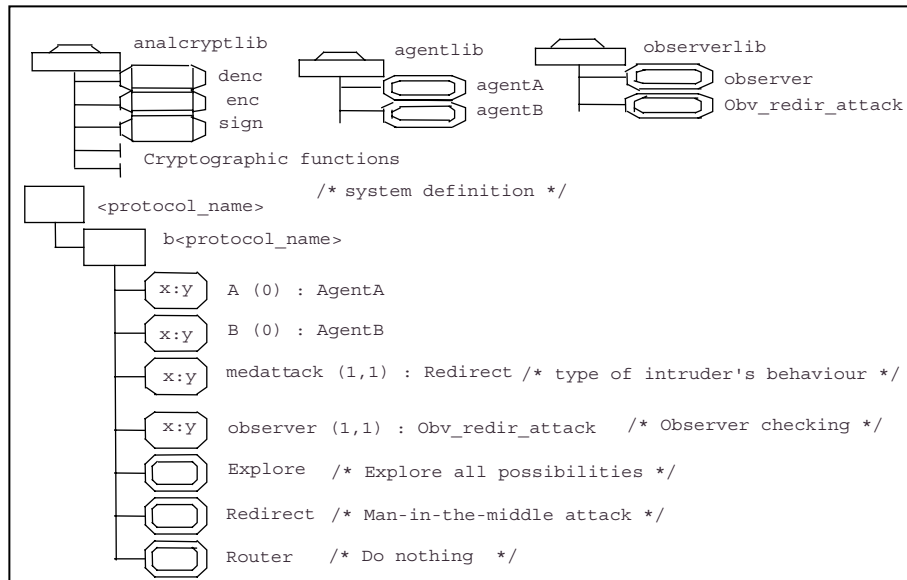 analcryptlib
denc
enc
sign
Cryptographic functions
agentlib
agentA
agentB
observerlib
observer
Obv_redir_attack
/* system definition */
<protocol_name>
b<protocol_name>
x:y A (0) : AgentA
x:y B (0) : AgentB
x:y medattack (1,1) : Redirect /* type of intruder's behaviour */
x:y observer (1,1) : Obv_redir_attack /* Observer checking */
Explore /* Explore all possibilities */
Redirect /* Man-in-the-middle attack */
Router /* Do nothing */